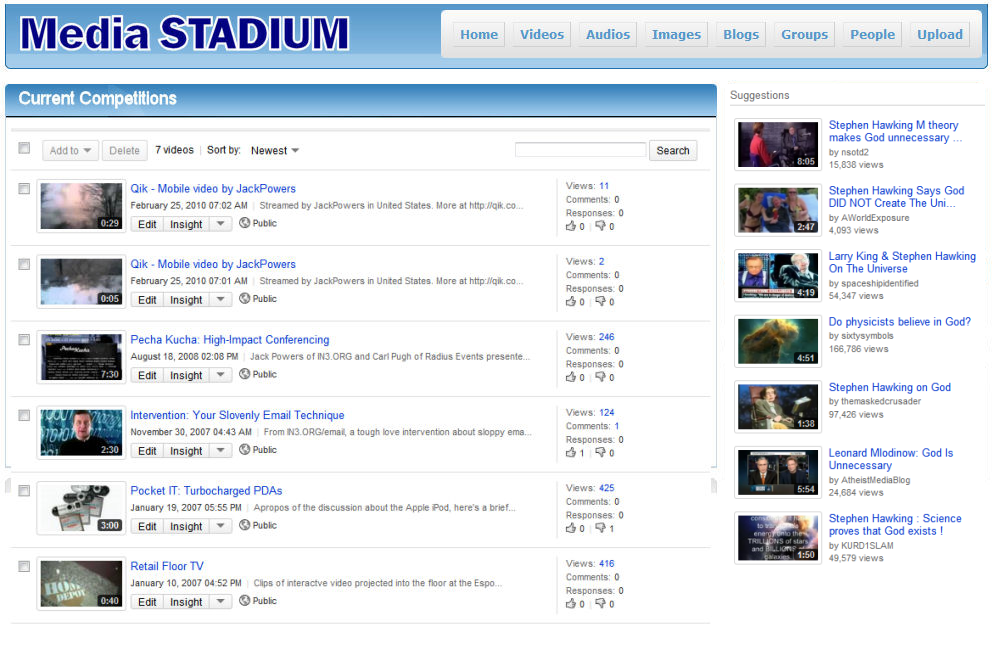 Media STADIUM
Home Videos Audios Images Blogs Groups People Upload
Current Competitions
Add to Delete 7 videos Sort by: Newest Search
0:29
Qik - Mobile video by JackPowers
February 25, 2010 07:02 AM Streamed by JackPowers in United States. More at http://qik.co...
Edit Insight Public
Views: 11
Comments: 0
Responses: 0
0 0
0:05
Qik - Mobile video by JackPowers
February 25, 2010 07:01 AM Streamed by JackPowers in United States. More at http://qik.co...
Edit Insight Public
Views: 2
Comments: 0
Responses: 0
0 0
Pecha Kucha
7:30
Pecha Kucha: High-Impact Conferencing
August 18, 2008 02:08 PM Jack Powers of IN3.ORG and Carl Pugh of Radius Events presente...
Edit Insight Public
Views: 246
Comments: 0
Responses: 0
0 0
2:30
Intervention: Your Slovenly Email Technique
November 30, 2007 04:43 AM From IN3.ORG/email, a tough love intervention about sloppy ema...
Edit Insight Public
Views: 124
Comments: 1
Responses: 0
1 0
3:00
Pocket IT: Turbocharged PDAs
January 19, 2007 05:55 PM Apropos of the discussion about the Apple iPod, here's a brief...
Edit Insight Public
Views: 425
Comments: 0
Responses: 0
0 1
HOME
DEPOT
0:40
Retail Floor TV
January 10, 2007 04:52 PM Clips of interactve video projected into the floor at the Espo...
Edit Insight Public
Views: 416
Comments: 0
Responses: 0
0 0
Suggestions
8:05
Stephen Hawking M theory
makes God unnecessary ...
by nsotd2
15,838 views
2:47
Stephen Hawking Says God
DID NOT Create The Uni...
by AWorldExposure
4,093 views
4:19
Larry King & Stephen Hawking
On The Universe
by spaceshipidentified
54,347 views
4:51
Do physicists believe in God?
by sixtysymbols
166,786 views
1:38
Stephen Hawking on God
by themaskedcrusader
97,426 views
5:54
Leonard Mlodinow: God Is
Unnecessary
by AtheistMediaBlog
24,684 views
TRILLIONS of stars
and BILLIONS of
galaxies.
1:50
Stephen Hawking : Science
proves that God exists !
by KURD1SLAM
49,579 views